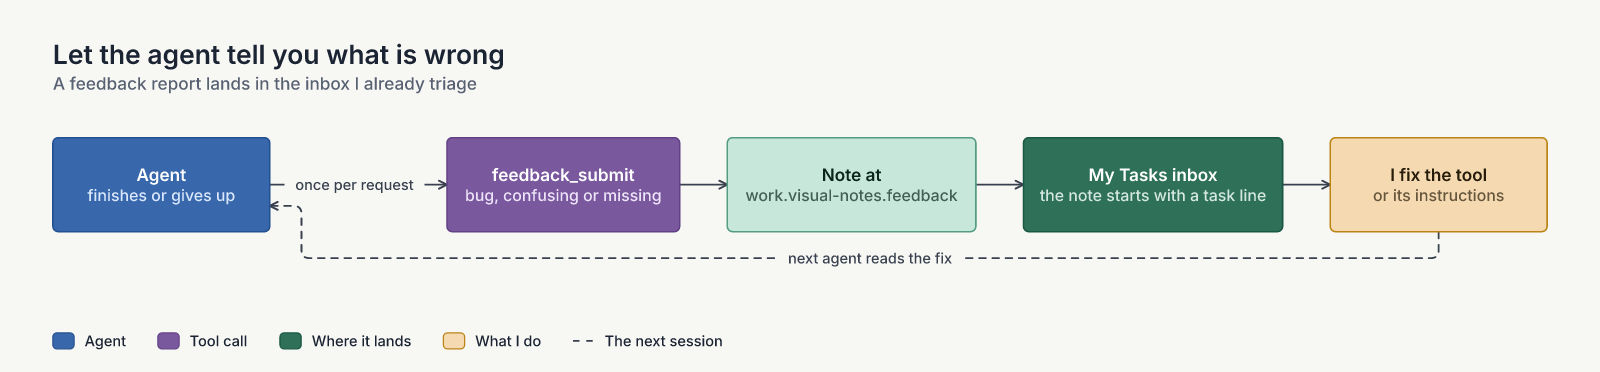 Let the agent tell you what is wrong
A feedback report lands in the inbox I already triage
Agent
finishes or gives up
once per request
feedback_submit
bug, confusing or missing
Note at
work.visual-notes.feedback
My Tasks inbox
the note starts with a task line
I fix the tool
or its instructions
next agent reads the fix
Agent
Tool call
Where it lands
What I do
The next session